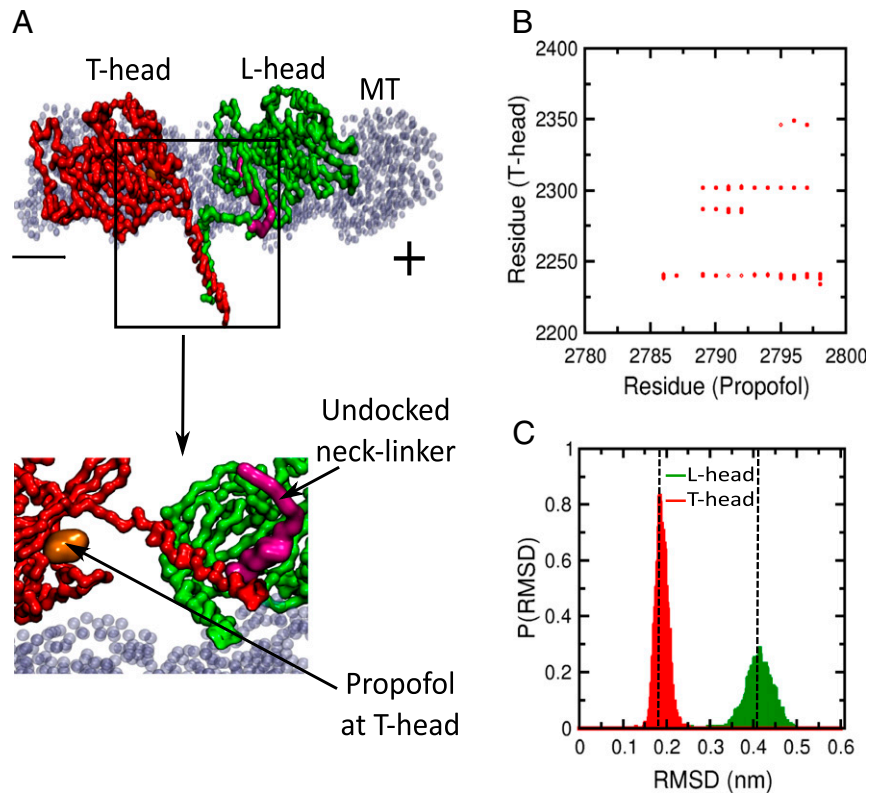 A
T-head
L-head
MT
—
+
Undocked
neck-linker
Propofol
at T-head
B
2400
2350
2300
2250
2200
Residue (T-head)
2780 2785 2790 2795 2800
Residue (Propofol)
C
1
0.8
0.6
0.4
0.2
0
P(RMSD)
L-head
T-head
0 0.1 0.2 0.3 0.4 0.5 0.6
RMSD (nm)